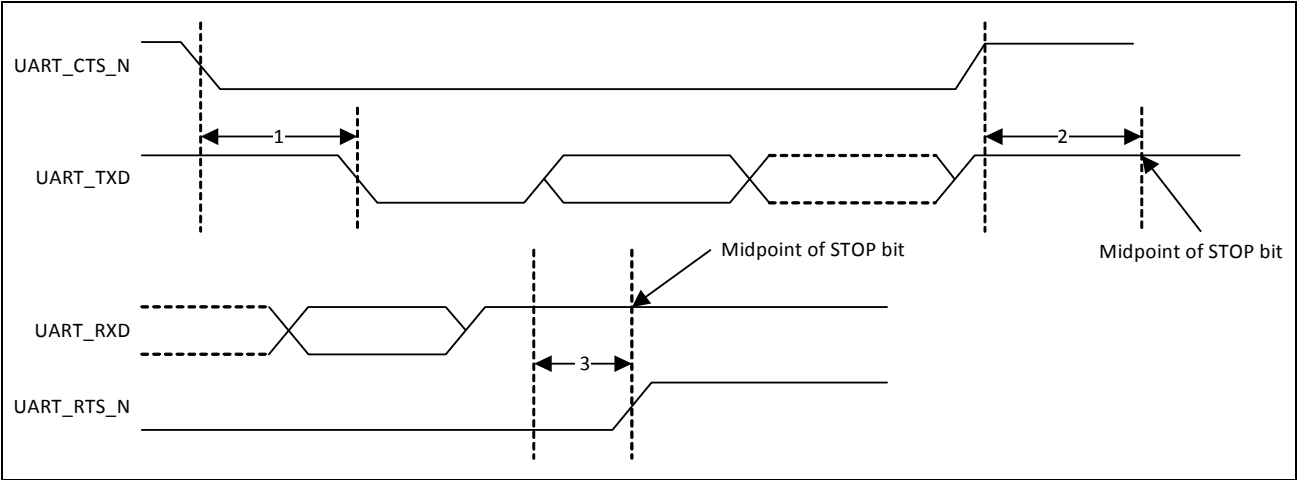 UART_CTS_N
1
2
UART_TXD
Midpoint of STOP bit
Midpoint of STOP bit
UART_RXD
3
UART_RTS_N